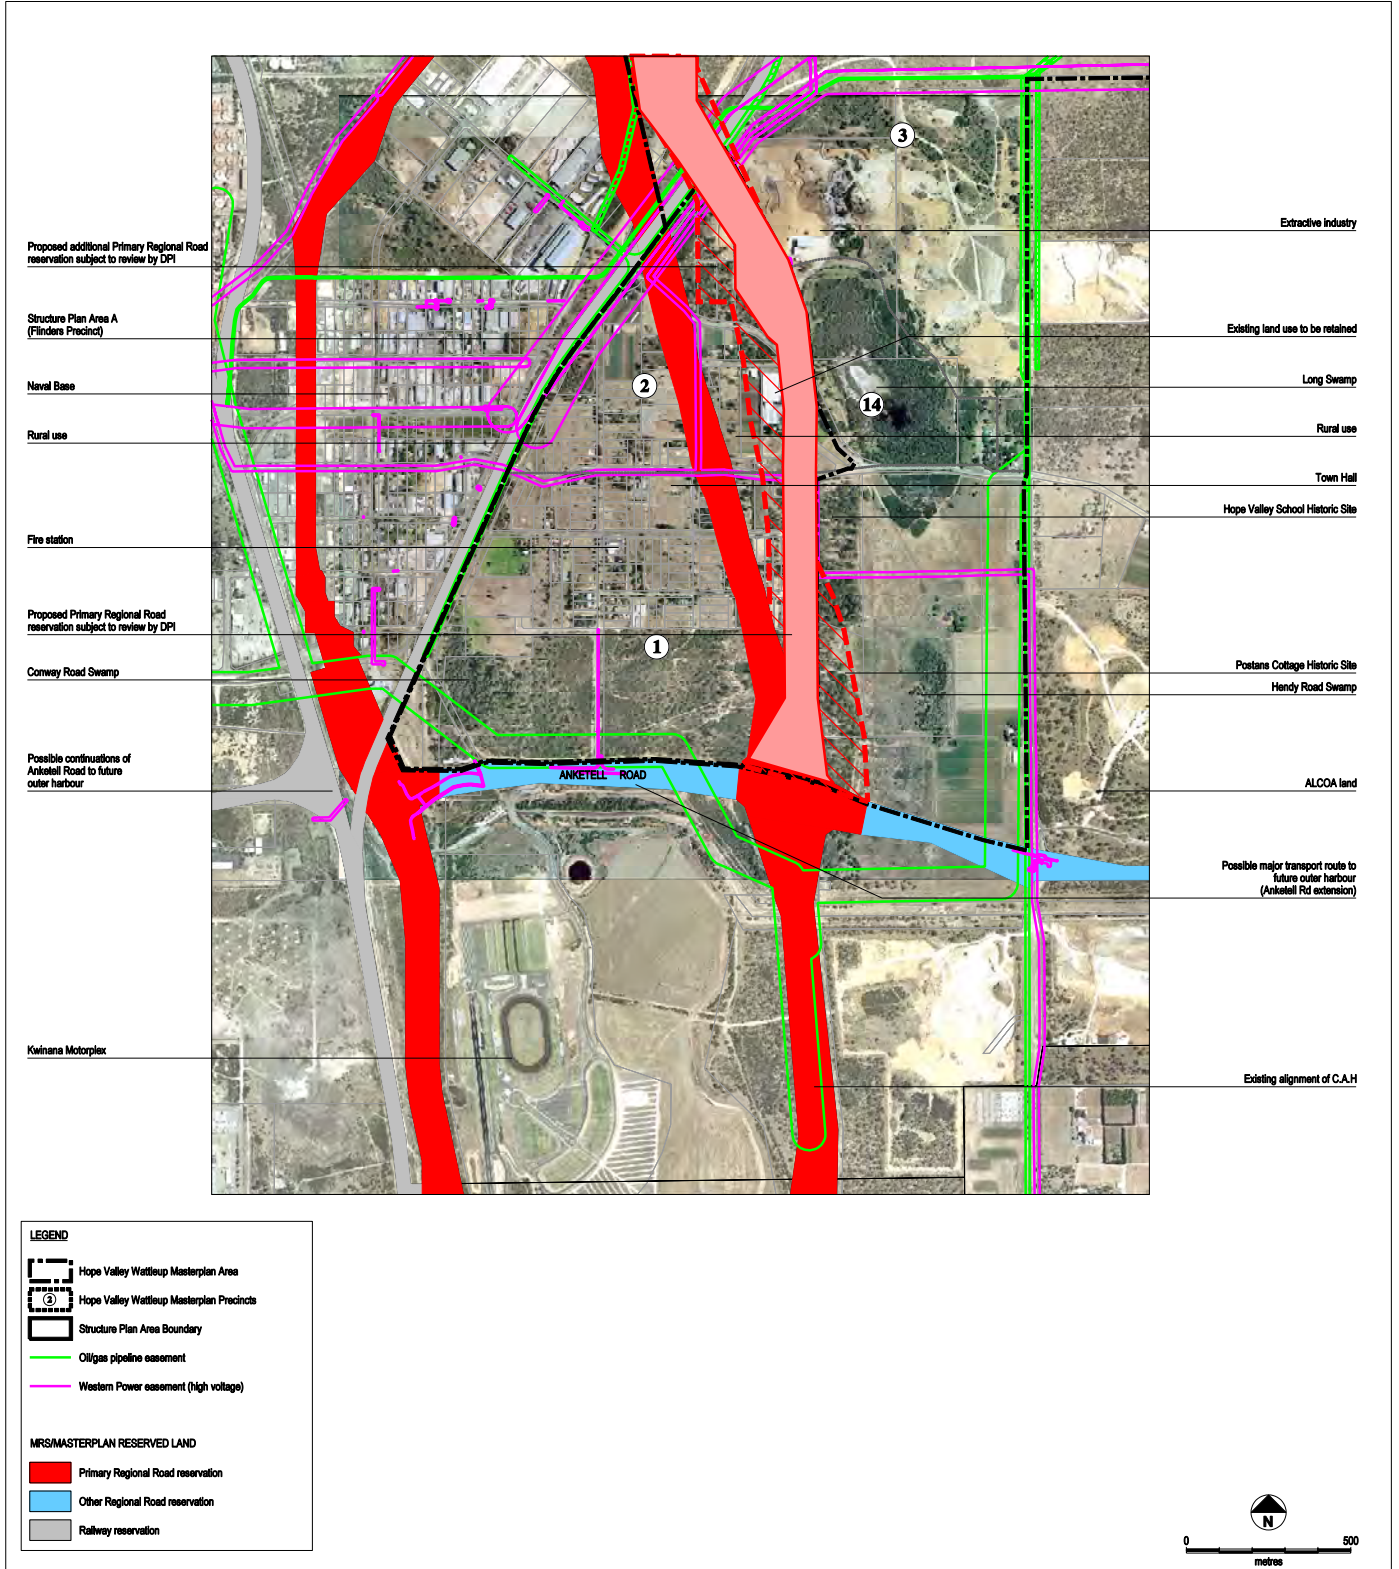 Proposed additional Primary Regional Road
reservation subject to review by DPI
Structure Plan Area A
(Flinders Precinct)
Naval Base
Rural use
Fire station
Proposed Primary Regional Road
reservation subject to review by DPI
Conway Road Swamp
Possible continuations of
Anketell Road to future
outer harbour
Kwinana Motorplex
3
2
14
1
ANKETELL ROAD
Extractive industry
Existing land use to be retained
Long Swamp
Rural use
Town Hall
Hope Valley School Historic Site
Postans Cottage Historic Site
Hendy Road Swamp
ALCOA land
Possible major transport route to
future outer harbour
(Anketell Rd extension)
Existing alignment of C.A.H
LEGEND
Hope Valley Wattleup Masterplan Area
2
Hope Valley Wattleup Masterplan Precincts
Structure Plan Area Boundary
Oil/gas pipeline easement
Western Power easement (high voltage)
MRS/MASTERPLAN RESERVED LAND
Primary Regional Road reservation
Other Regional Road reservation
Railway reservation
N
0 500
metres